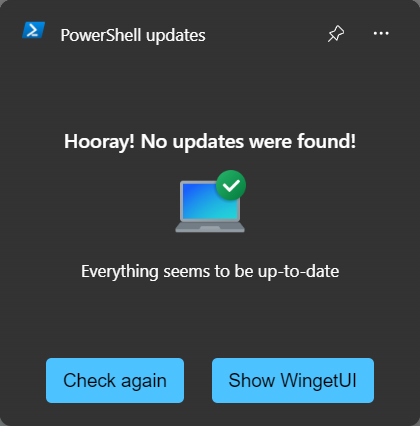 PowerShell updates
Hooray! No updates were found!
Everything seems to be up-to-date
Check again
Show WingetUI